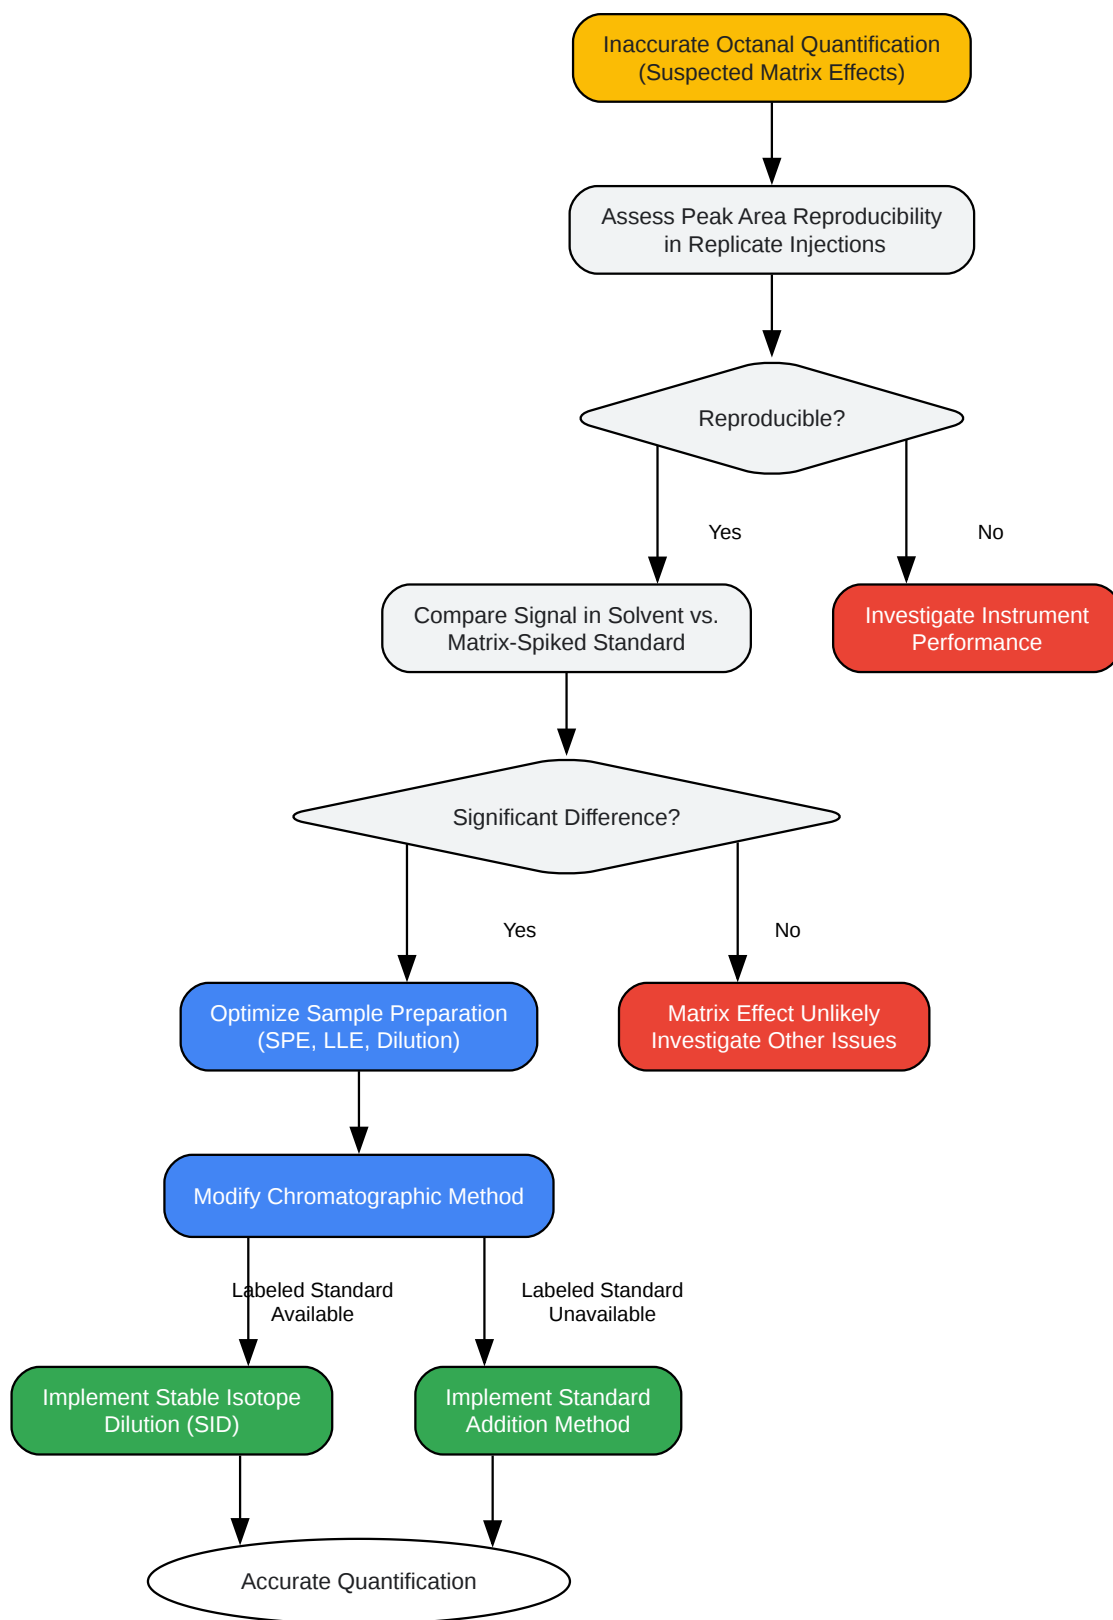 Inaccurate Octanal Quantification
(Suspected Matrix Effects)
Assess Peak Area Reproducibility
in Replicate Injections
Reproducible?
Yes
No
Compare Signal in Solvent vs.
Matrix-Spiked Standard
Investigate Instrument
Performance
Significant Difference?
Yes
No
Optimize Sample Preparation
(SPE, LLE, Dilution)
Matrix Effect Unlikely
Investigate Other Issues
Modify Chromatographic Method
Labeled Standard
Available
Labeled Standard
Unavailable
Implement Stable Isotope
Dilution (SID)
Implement Standard
Addition Method
Accurate Quantification